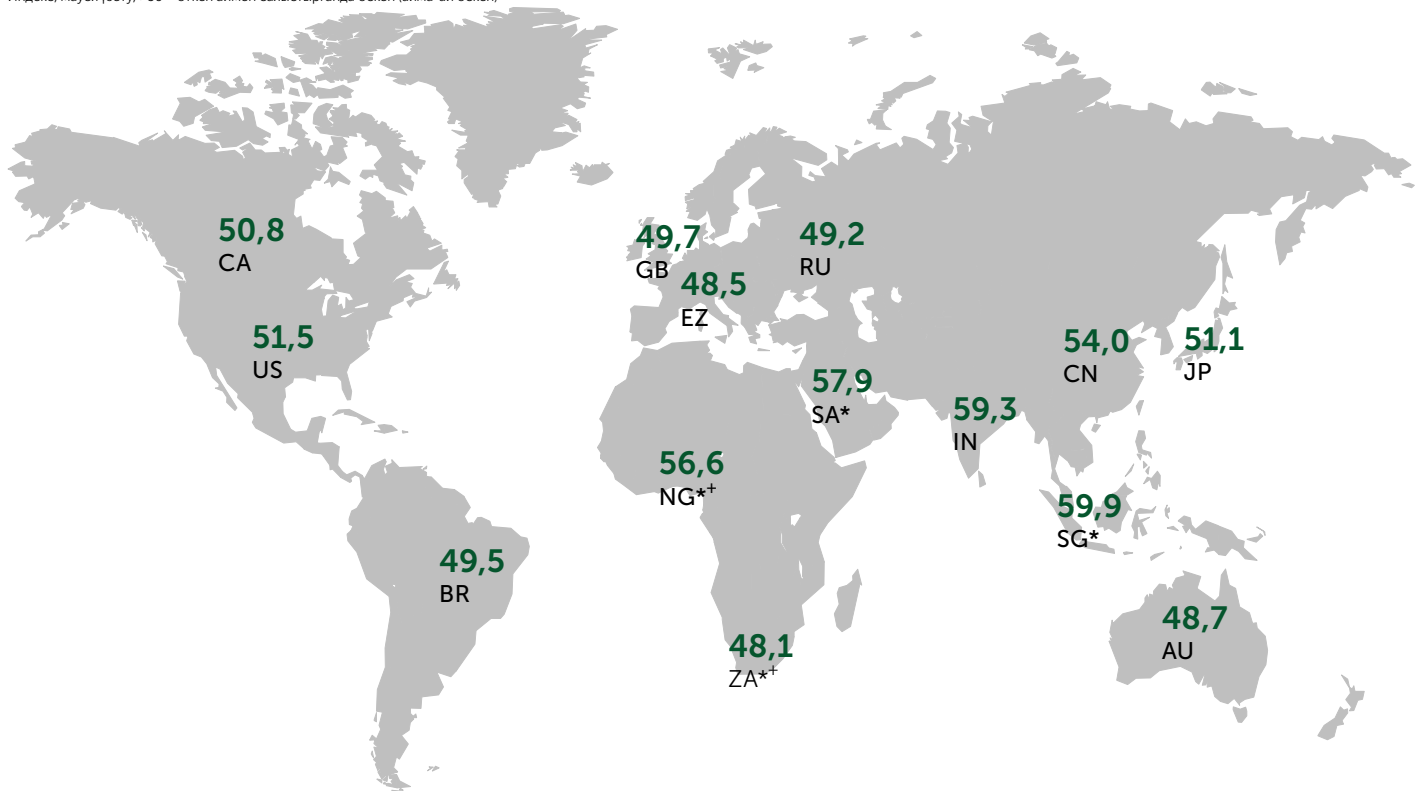 50,8
CA
49,7
GB
49,2
RU
48,5
EZ
51,5
US
54,0
CN
51,1
JP
57,9
SA*
59,3
IN
56,6
NG*+
59,9
SG*
49,5
BR
48,7
AU
48,1
ZA*+